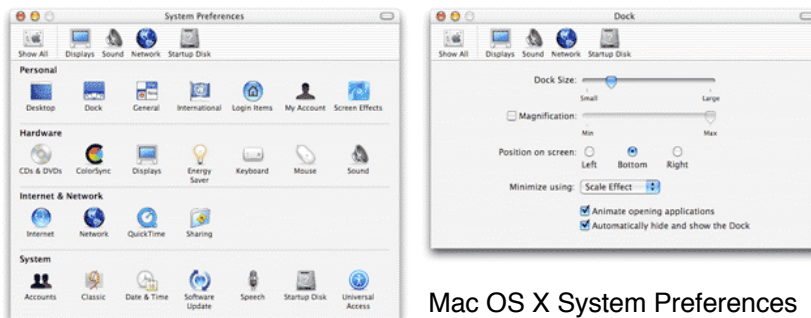 System Preferences
Show All Displays Sound Network Startup Disk
Personal
Desktop Dock General International Login Items My Account Screen Effects
Hardware
CDs & DVDs ColorSync Displays Energy Saver Keyboard Mouse Sound
Internet & Network
Internet Network QuickTime Sharing
System
Accounts Classic Date & Time Software Update Speech Startup Disk Universal Access
Dock
Show All Displays Sound Network Startup Disk
Dock Size:
Small Large
Magnification:
Min Max
Position on screen:
Left Bottom Right
Minimize using: Scale Effect
Animate opening applications
Automatically hide and show the Dock
Mac OS X System Preferences